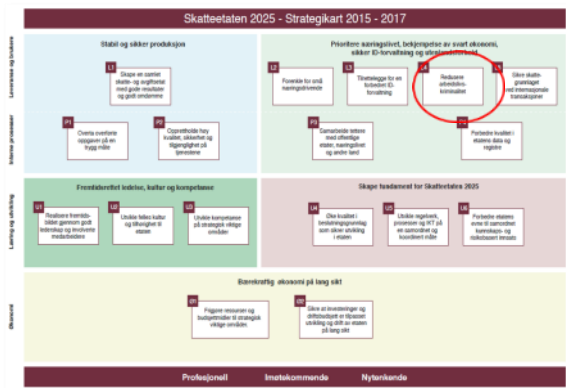 Skatteetaten 2025 - Strategikart 2015 - 2017
Leveranse og brukere
Stabil og sikker produksjon
L1
Skape en samlet
skatte- og avgiftsetat
med gode resultater
og godt omdømme
Prioritere næringslivet, bekjempelse av svart økonomi,
sikker ID-forvaltning og utenlandsforhold
L2
Forenkle for små
næringsdrivende
L3
Tilrettelegge for en
forbedret ID-
forvaltning
L4
Redusere
arbeidslivs-
kriminalitet
L5
Sikre skatte-
grunnlaget
ved internasjonale
transaksjoner
Interne prosesser
P1
Overta overførte
oppgaver på en
trygg måte
P2
Opprettholde høy
kvalitet, sikkerhet og
tilgjengelighet på
tjenestene
P3
Samarbeide tettere
med offentlige
etater, næringslivet
og andre land
Forbedre kvalitet i
etatens data og
registre
Læring og utvikling
Fremtidsrettet ledelse, kultur og kompetanse
U1
Realisere fremtids-
bildet gjennom godt
lederskap og involverte
medarbeidere
U2
Utvikle felles kultur
og tilhørighet til
etaten
U3
Utvikle kompetanse
på strategisk viktige
områder
Skape fundament for Skatteetaten 2025
U4
Øke kvalitet i
beslutningsgrunnlag
som sikrer utvikling
i etaten
U5
Utvikle regelverk,
prosesser og IKT på
en samordnet og
koordinert måte
U6
Forbedre etatens
evne til samordnet
kunnskaps- og
risikobasert innsats
Økonomi
Bærekraftig økonomi på lang sikt
Ø1
Frigjøre ressurser og
budsjettmidler til strategisk
viktige områder.
Ø2
Sikre at investeringer og
driftsbudsjett er tilpasset
utvikling og drift av etaten
på lang sikt
Profesjonell Imøtekommende Nytenkende